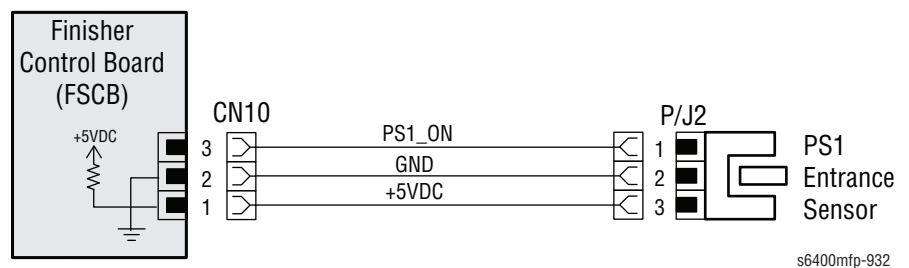 Finisher
Control Board
(FSCB)
+5VDC
CN10
3
2
1
PS1_ON
GND
+5VDC
P/J2
1
2
3
PS1
Entrance
Sensor
s6400mfp-932